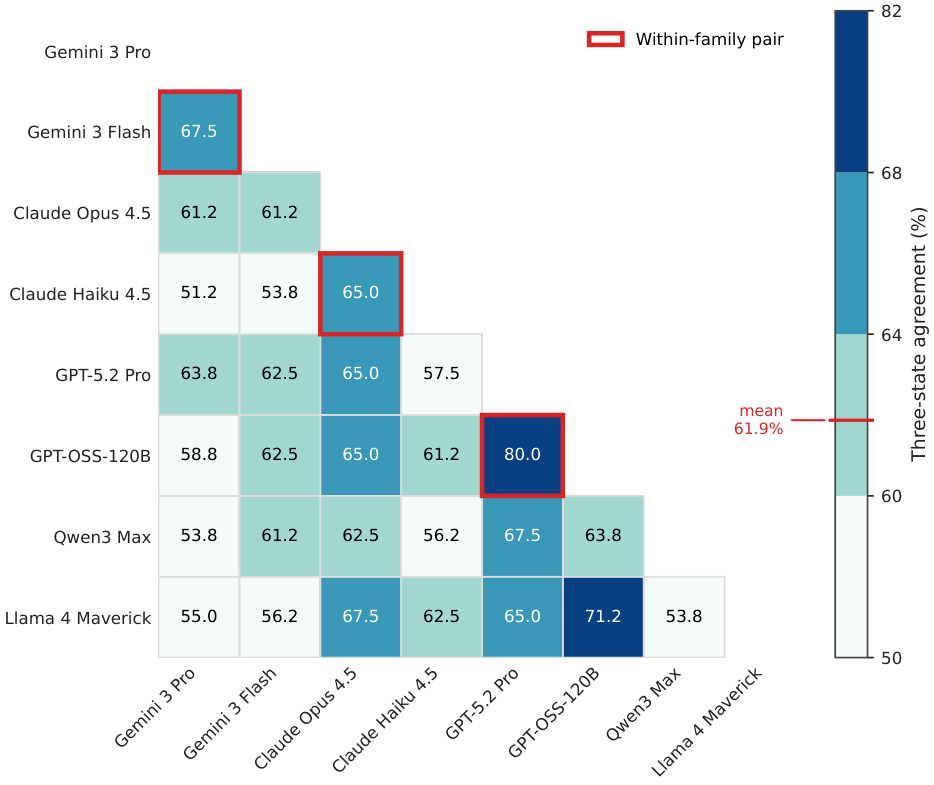 Within-family pair
Gemini 3 Pro
Gemini 3 Flash 67.5
Claude Opus 4.5 61.2 61.2
Claude Haiku 4.5 51.2 53.8 65.0
GPT-5.2 Pro 63.8 62.5 65.0 57.5
GPT-OSS-120B 58.8 62.5 65.0 61.2 80.0
Qwen3 Max 53.8 61.2 62.5 56.2 67.5 63.8
Llama 4 Maverick 55.0 56.2 67.5 62.5 65.0 71.2 53.8
Gemini 3 Pro
Gemini 3 Flash
Claude Opus 4.5
Claude Haiku 4.5
GPT-5.2 Pro
GPT-OSS-120B
Qwen3 Max
Llama 4 Maverick
82
68
64
60
50
mean
61.9%
Three-state agreement (%)